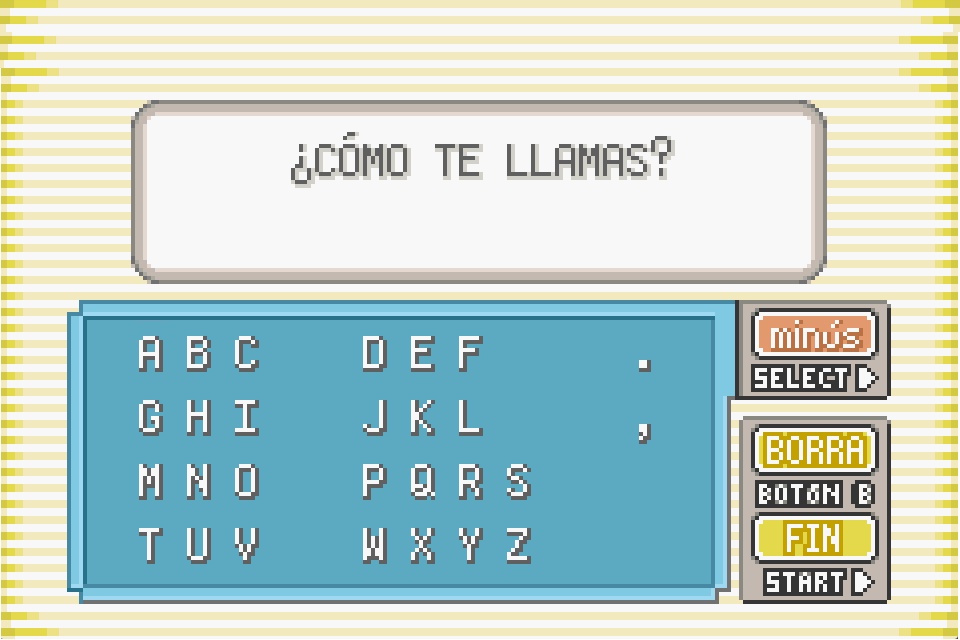 ¿CÓMO TE LLAMAS?
A B C D E F .
G H I J K L ,
M N O P Q R S
T U V W X Y Z
minús
SELECT
BORRA
BOTÓN B
FIN
START